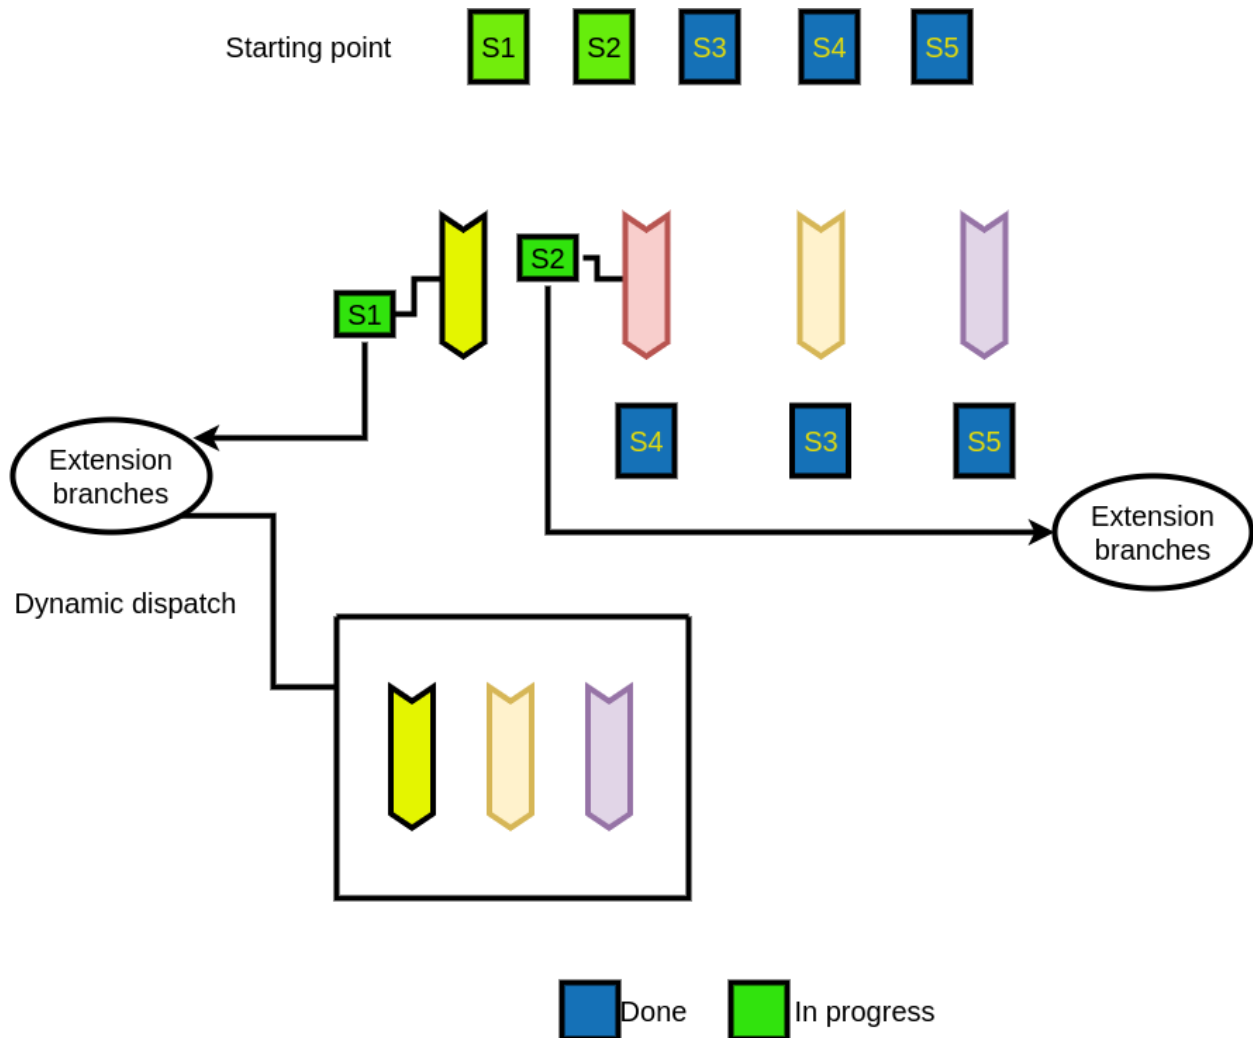 Starting point
S1
S2
S3
S4
S5
S2
S1
S4
S3
S5
Extension
branches
Extension
branches
Dynamic dispatch
Done
In progress